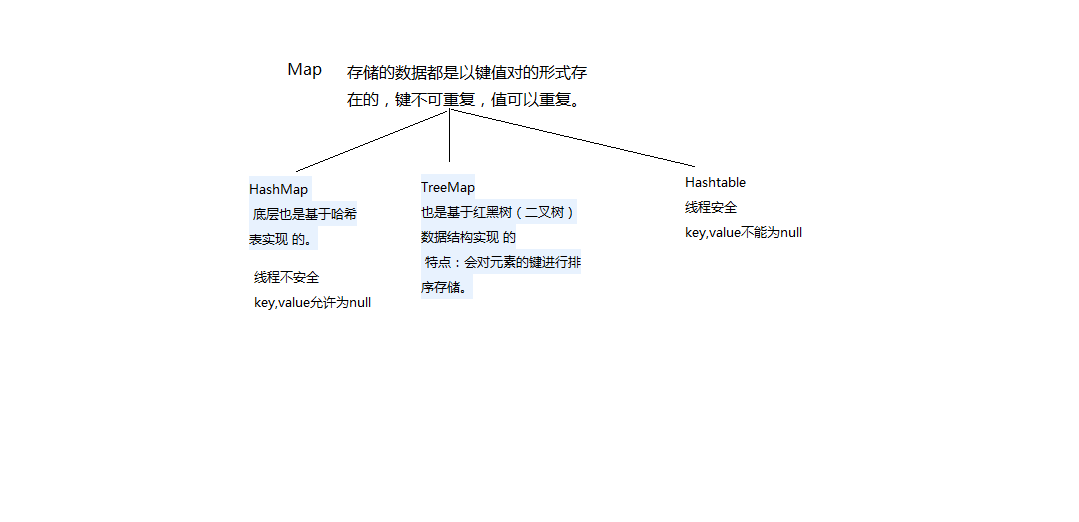 Map
存储的数据都是以键值对的形式存
在的，键不可重复，值可以重复。
HashMap
底层也是基于哈希
表实现 的。
线程不安全
key,value允许为null
TreeMap
也是基于红黑树（二叉树）
数据结构实现 的
特点：会对元素的键进行排
序存储。
Hashtable
线程安全
key,value不能为null